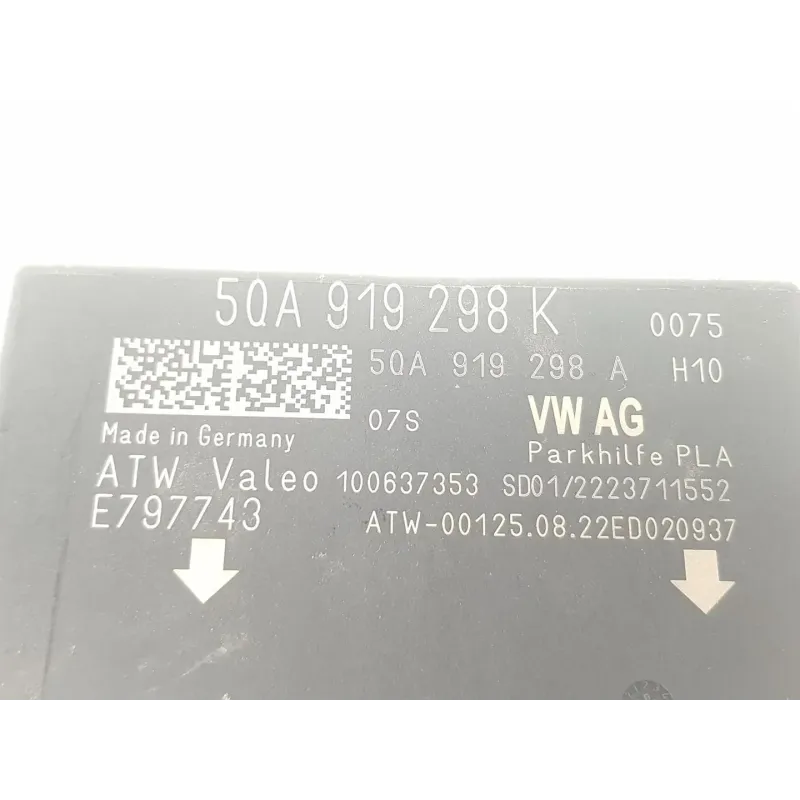 5QA 919 298 K 0075
5QA 919 298 A H10
07S VW AG
Made in Germany Parkhilfe PLA
ATW Valeo 100637353 SD01/2223711552
E797743 ATW-00125.08.22ED020937